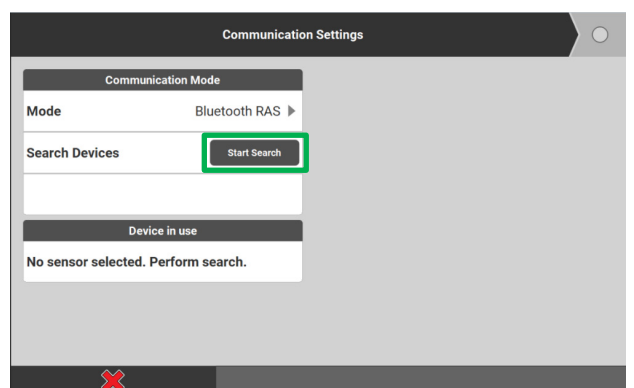 Communication Settings
Communication Mode
Mode Bluetooth RAS
Search Devices Start Search
Device in use
No sensor selected. Perform search.